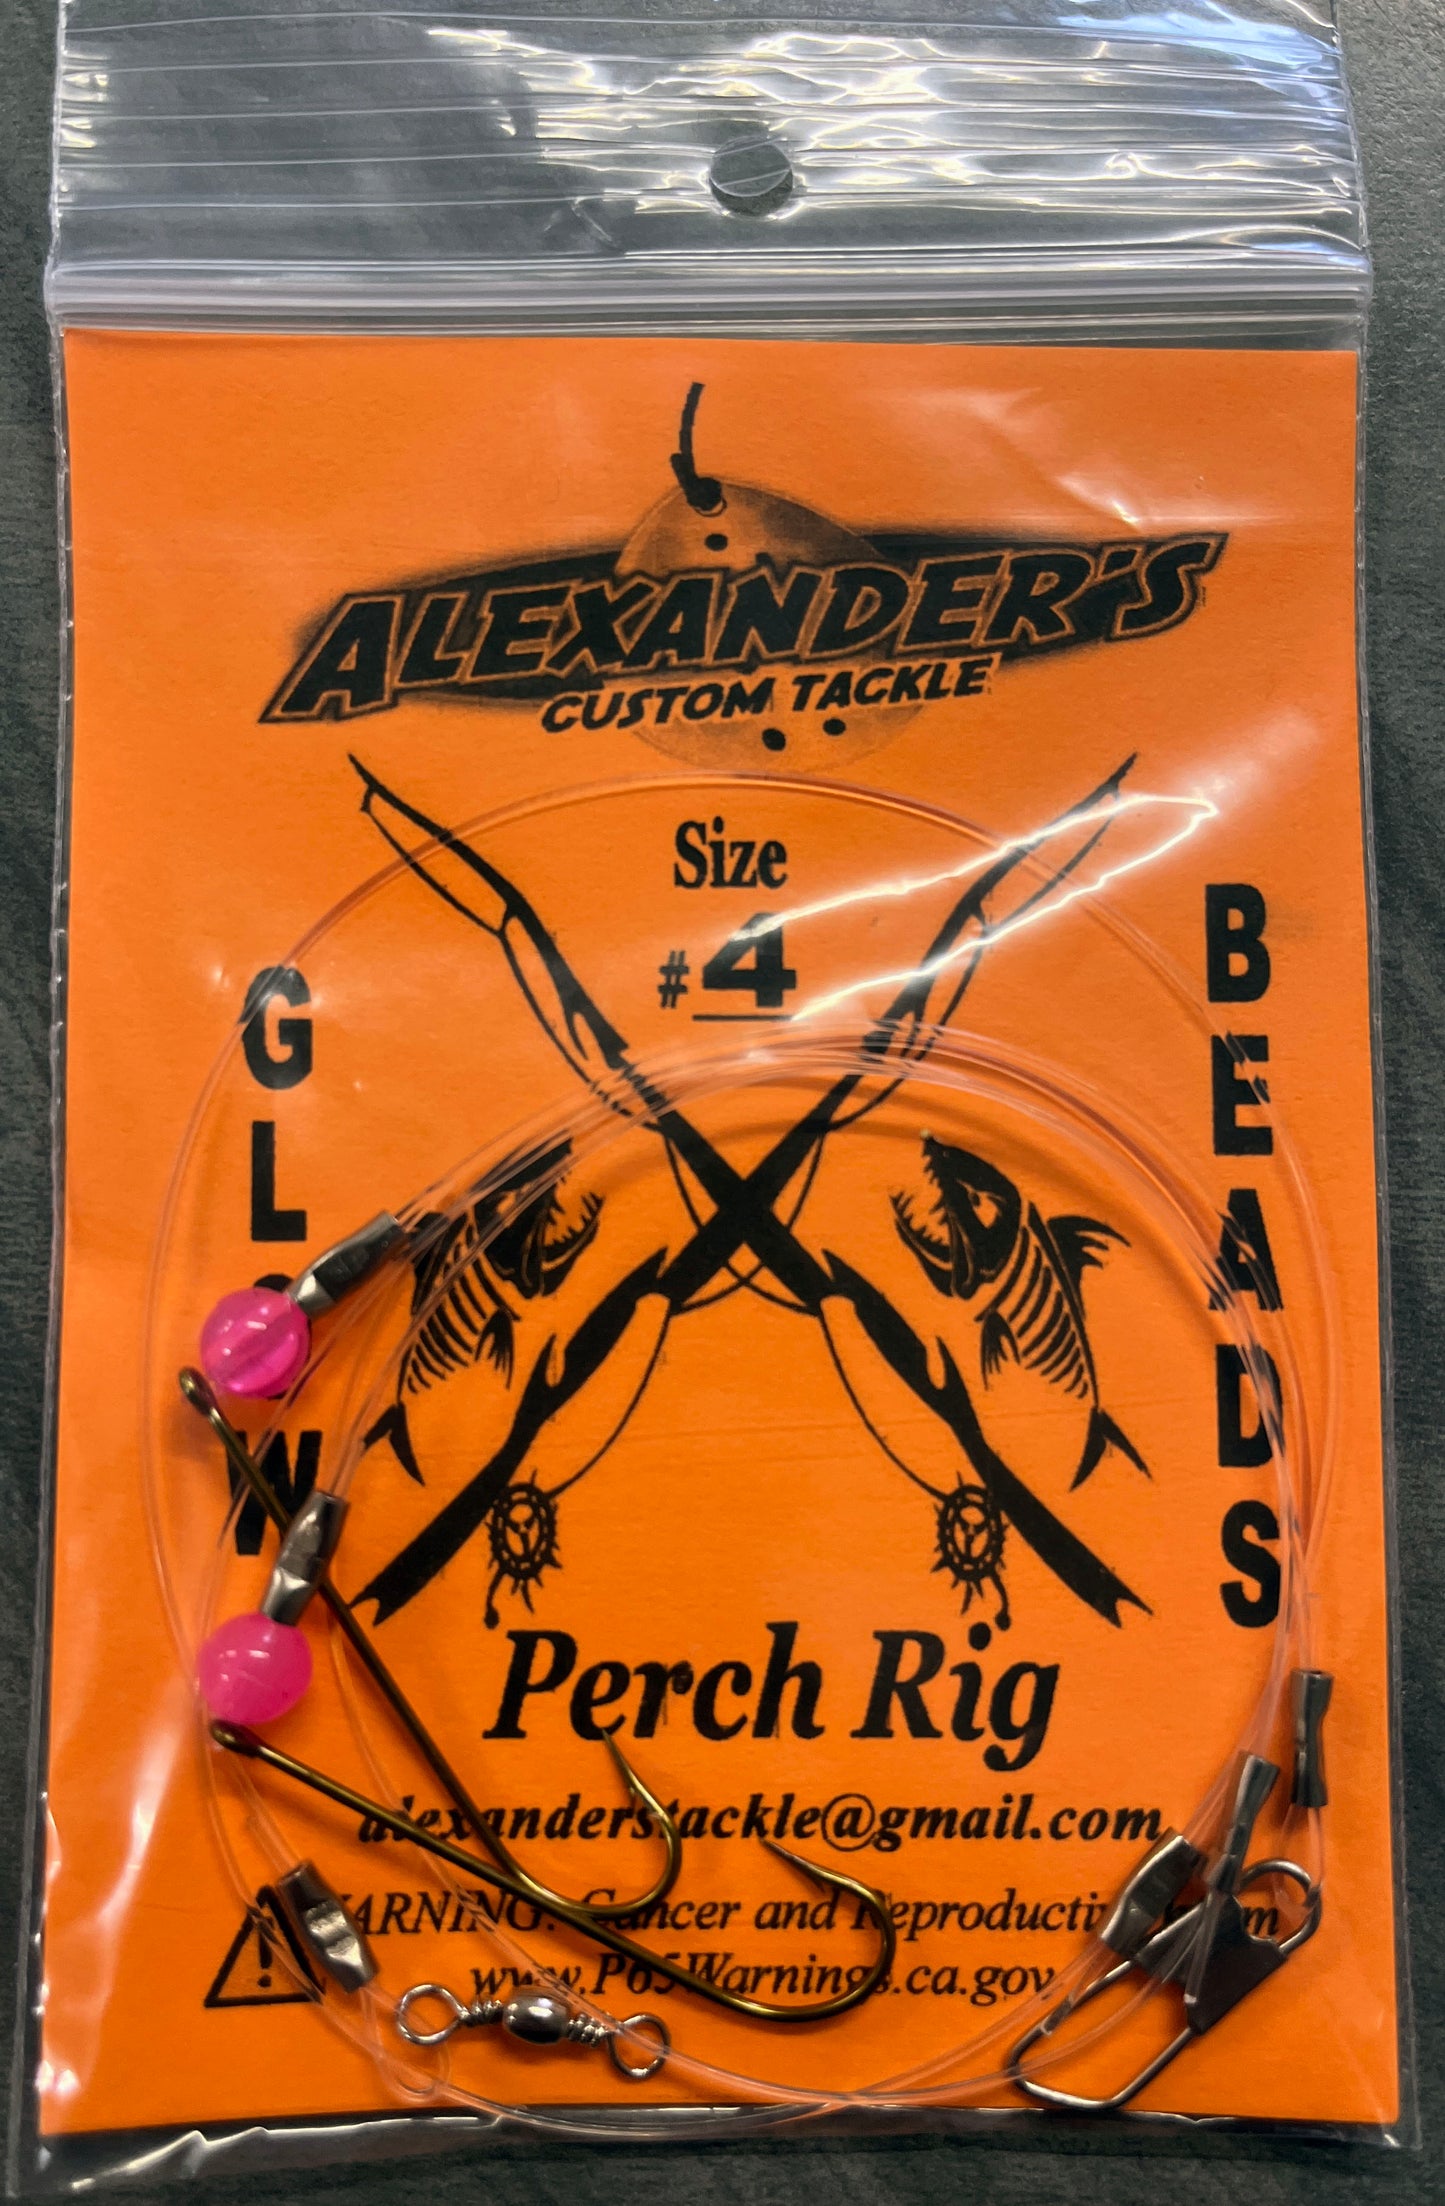 ALEXANDER'S
CUSTOM TACKLE
Size
# 4
GLOW
BEADS
Perch Rig
alexanderstackle@gmail.com
WARNING: Cancer and Reproductive Harm
www.P65Warnings.ca.gov